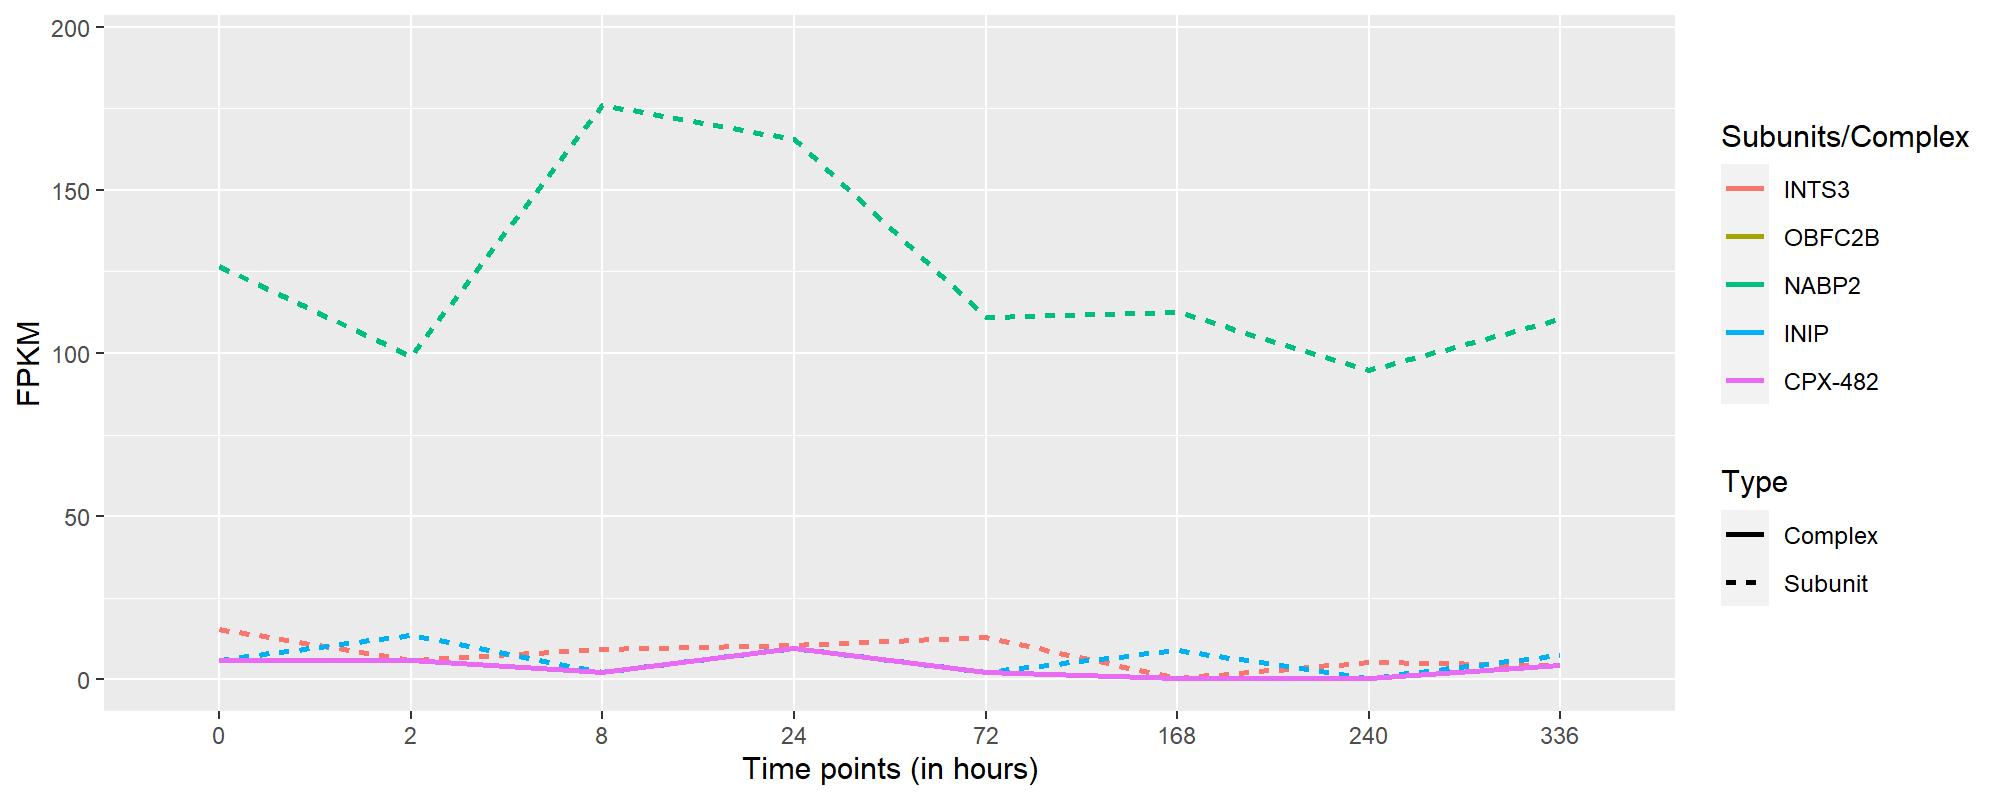 200
150
100
50
0
FPKM
0 2 8 24 72 168 240 336
Time points (in hours)
Subunits/Complex
INTS3
OBFC2B
NABP2
INIP
CPX-482
Type
Complex
Subunit